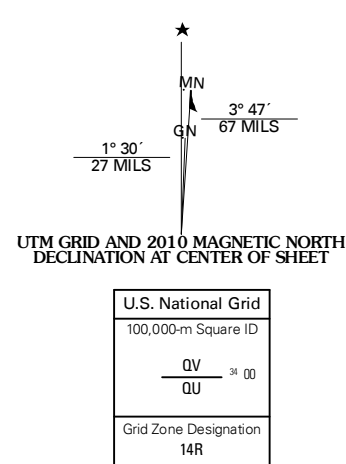 ★
MN
3° 47´
67 MILS
GN
1° 30´
27 MILS
UTM GRID AND 2010 MAGNETIC NORTH
DECLINATION AT CENTER OF SHEET
U.S. National Grid
100,000-m Square ID
QV
34 00
QU
Grid Zone Designation
14R